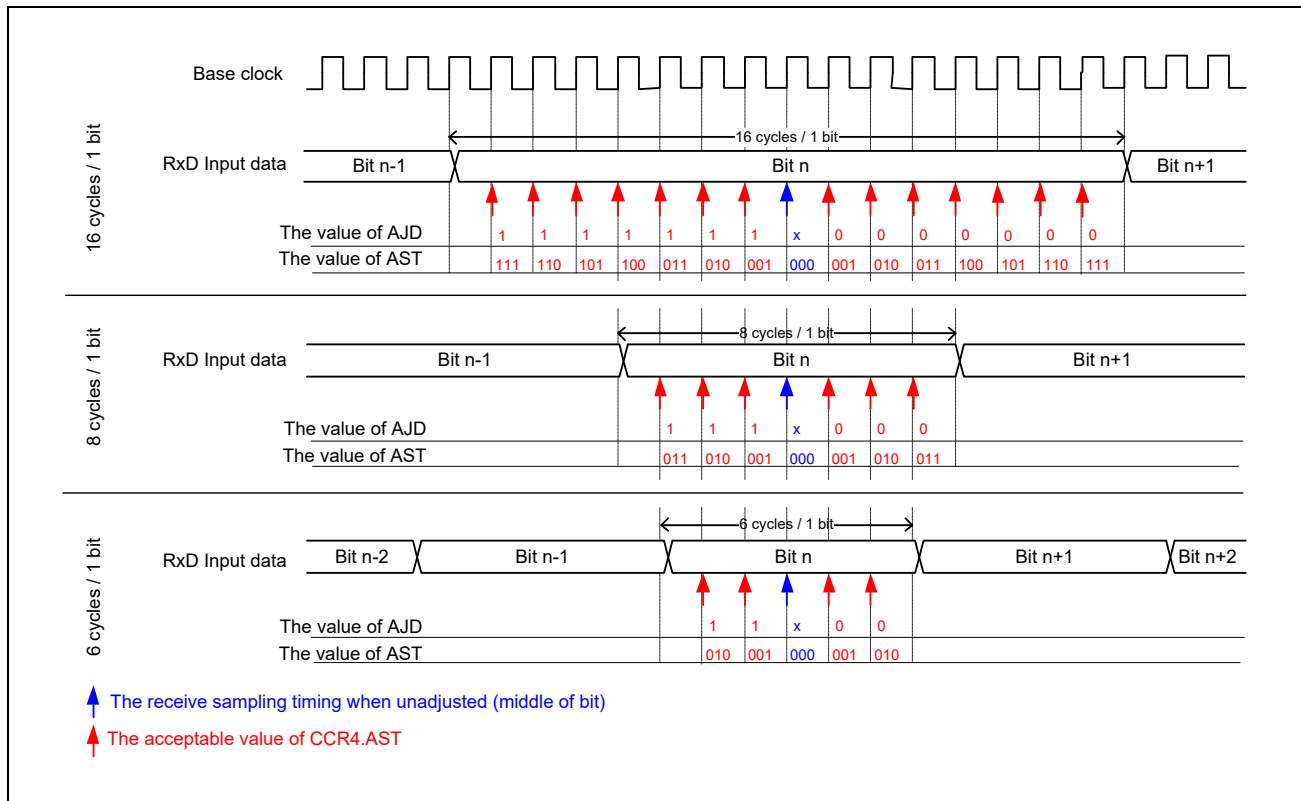 Base clock
16 cycles / 1 bit
16 cycles / 1 bit
RxD Input data
Bit n-1
Bit n
Bit n+1
The value of AJD
1 1 1 1 1 1 1 x 0 0 0 0 0 0 0
The value of AST
111 110 101 100 011 010 001 000 001 010 011 100 101 110 111
8 cycles / 1 bit
8 cycles / 1 bit
RxD Input data
Bit n-1
Bit n
Bit n+1
The value of AJD
1 1 1 x 0 0 0
The value of AST
011 010 001 000 001 010 011
6 cycles / 1 bit
6 cycles / 1 bit
RxD Input data
Bit n-2
Bit n-1
Bit n
Bit n+1
Bit n+2
The value of AJD
1 1 x 0 0
The value of AST
010 001 000 001 010
The receive sampling timing when unadjusted (middle of bit)
The acceptable value of CCR4.AST